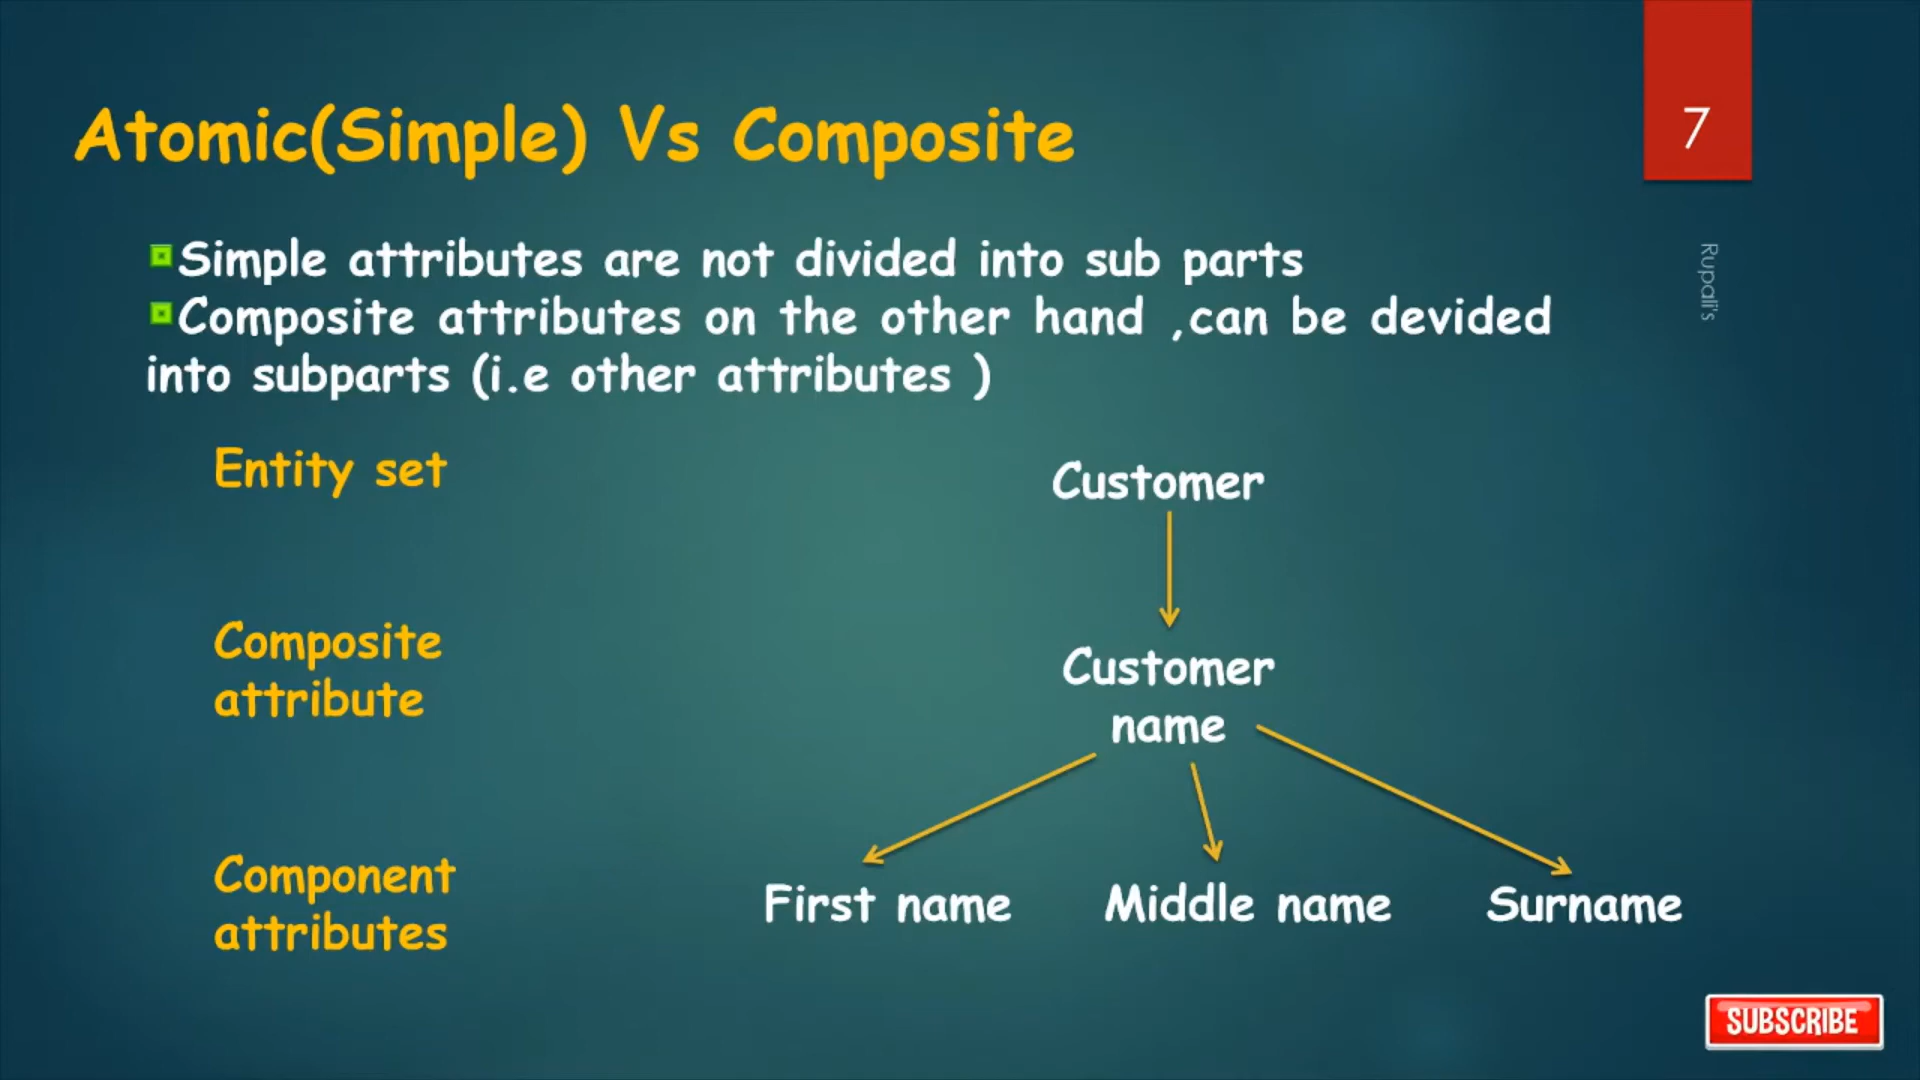 Atomic(Simple) Vs Composite
7
Rupali's
Simple attributes are not divided into sub parts
Composite attributes on the other hand ,can be devided
into subparts (i.e other attributes )
Entity set
Customer
Composite
attribute
Customer
name
Component
attributes
First name
Middle name
Surname
SUBSCRIBE